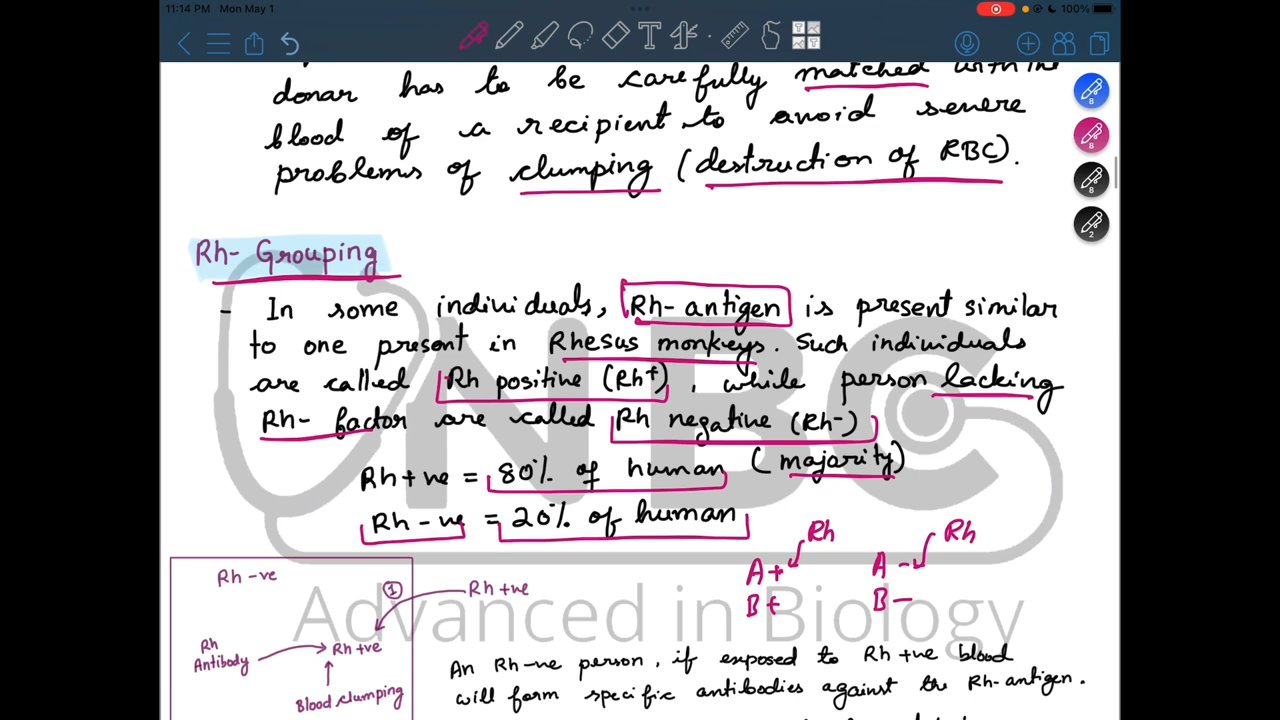 11:14 PM Mon May 1
100%
donar has to be carefully matched with the
blood of a recipient to avoid severe
problems of clumping (destruction of RBC).
Rh- Grouping
- In some individuals, Rh- antigen is present similar
to one present in Rhesus monkeys. Such individuals
are called Rh positive (Rh+), while person lacking
Rh- factor are called Rh negative (Rh-)
Rh+ve = 80% of human (majority)
Rh-ve = 20% of human
Rh Rh
A+ A-
B+ B-
Rh -ve
1
Rh +ve
Rh
Antibody
Rh +ve
Blood clumping
NBC
Advanced in Biology
An Rh-ve person, if exposed to Rh +ve blood
will form specific antibodies against the Rh-antigen.
8
8
8
2